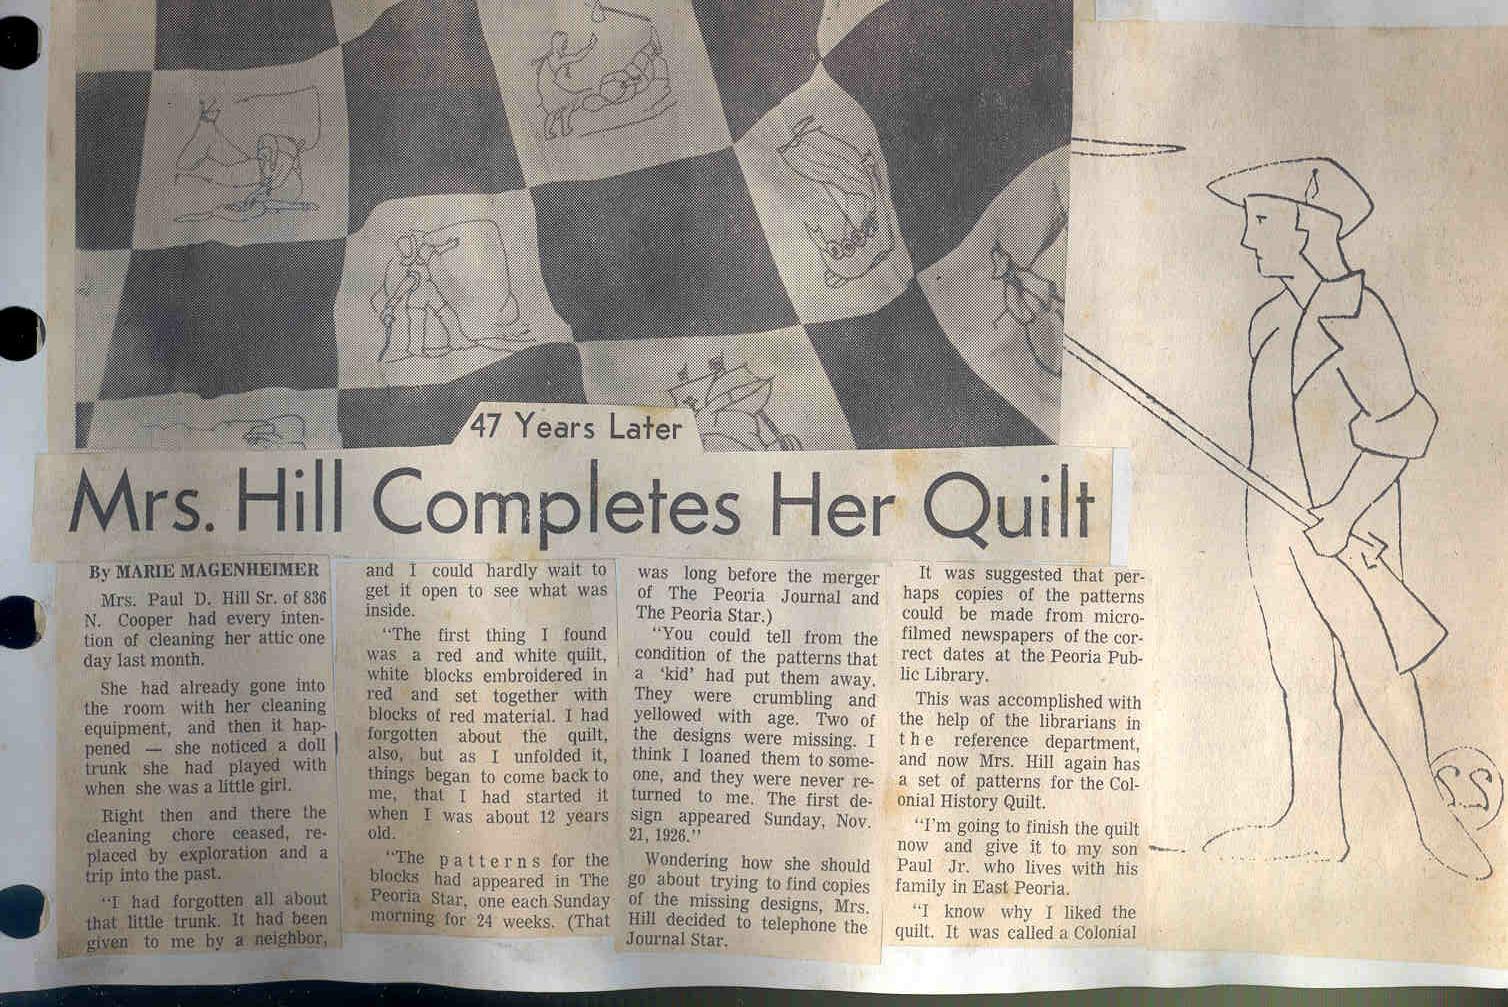 47 Years Later
Mrs. Hill Completes Her Quilt
By MARIE MAGENHEIMER
Mrs. Paul D. Hill Sr. of 836
N. Cooper had every inten-
tion of cleaning her attic one
day last month.
She had already gone into
the room with her cleaning
equipment, and then it hap-
pened — she noticed a doll
trunk she had played with
when she was a little girl.
Right then and there the
cleaning chore ceased, re-
placed by exploration and a
trip into the past.
"I had forgotten all about
that little trunk. It had been
given to me by a neighbor,
and I could hardly wait to
get it open to see what was
inside.
"The first thing I found
was a red and white quilt,
white blocks embroidered in
red and set together with
blocks of red material. I had
forgotten about the quilt,
also, but as I unfolded it,
things began to come back to
me, that I had started it
when I was about 12 years
old.
"The patterns for the
blocks had appeared in The
Peoria Star, one each Sunday
morning for 24 weeks. (That
was long before the merger
of The Peoria Journal and
The Peoria Star.)
"You could tell from the
condition of the patterns that
a 'kid' had put them away.
They were crumbling and
yellowed with age. Two of
the designs were missing. I
think I loaned them to some-
one, and they were never re-
turned to me. The first de-
sign appeared Sunday, Nov.
21, 1926."
Wondering how she should
go about trying to find copies
of the missing designs, Mrs.
Hill decided to telephone the
Journal Star.
It was suggested that per-
haps copies of the patterns
could be made from micro-
filmed newspapers of the cor-
rect dates at the Peoria Pub-
lic Library.
This was accomplished with
the help of the librarians in
the reference department,
and now Mrs. Hill again has
a set of patterns for the Col-
onial History Quilt.
"I'm going to finish the quilt
now and give it to my son
Paul Jr. who lives with his
family in East Peoria.
"I know why I liked the
quilt. It was called a Colonial